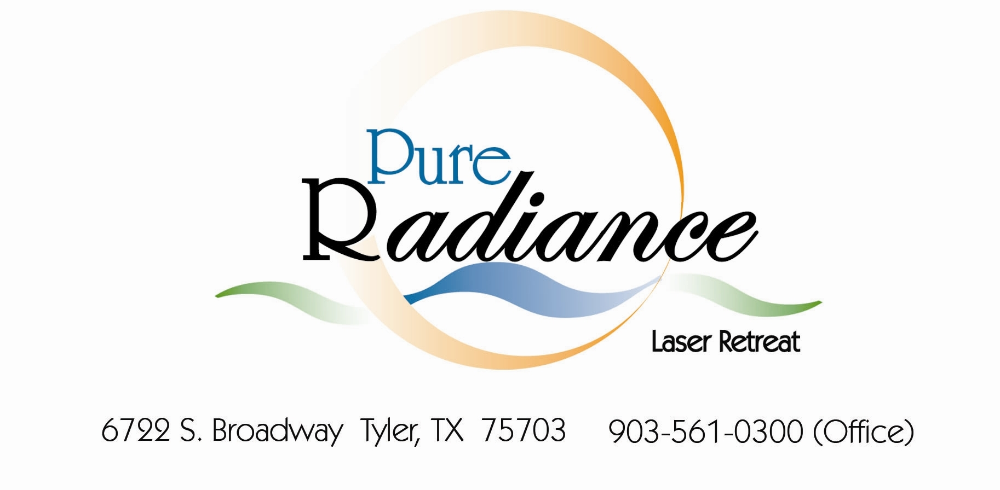 Pure
Radiance
Laser Retreat
6722 S. Broadway Tyler, TX 75703 903-561-0300 (Office)